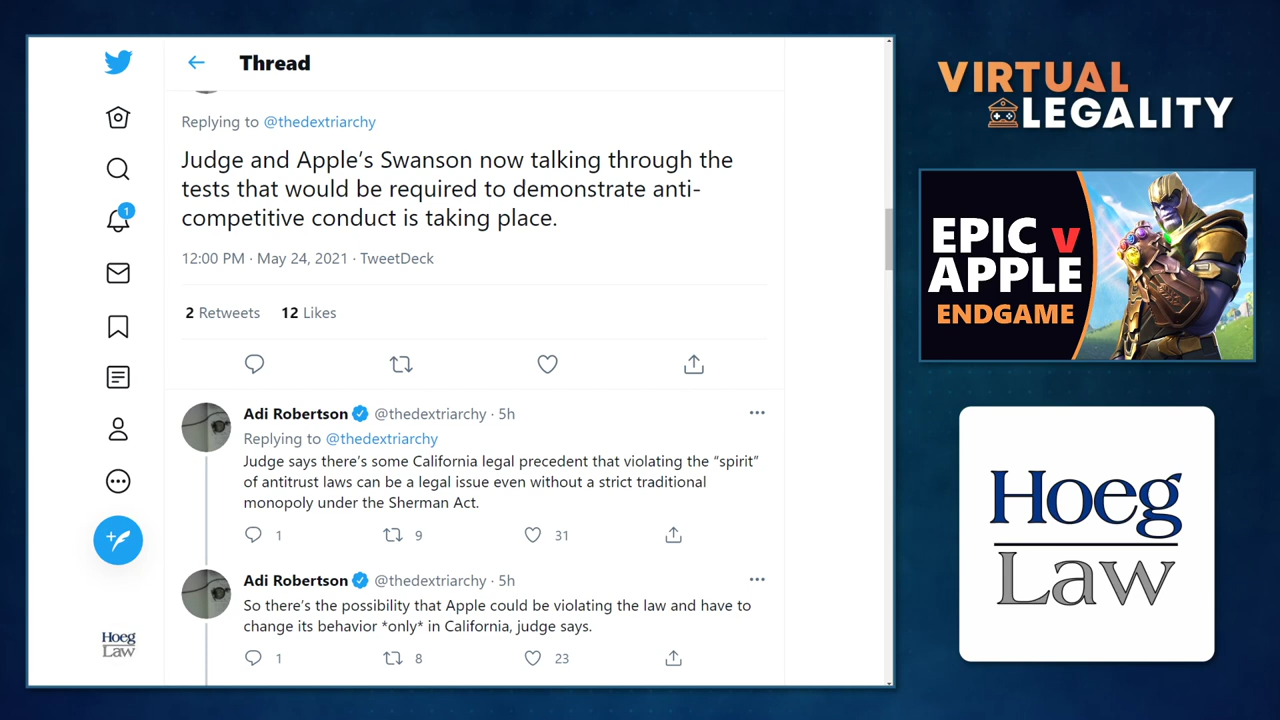 Thread
Replying to @thedextriarchy
Judge and Apple’s Swanson now talking through the
tests that would be required to demonstrate anti-
competitive conduct is taking place.
12:00 PM · May 24, 2021 · TweetDeck
2 Retweets 12 Likes
Adi Robertson @thedextriarchy · 5h
Replying to @thedextriarchy
Judge says there’s some California legal precedent that violating the “spirit”
of antitrust laws can be a legal issue even without a strict traditional
monopoly under the Sherman Act.
1 9 31
Adi Robertson @thedextriarchy · 5h
So there’s the possibility that Apple could be violating the law and have to
change its behavior *only* in California, judge says.
1 8 23
1
Hoeg
Law
VIRTUAL
LEGALITY
EPIC v
APPLE
ENDGAME
Hoeg
Law